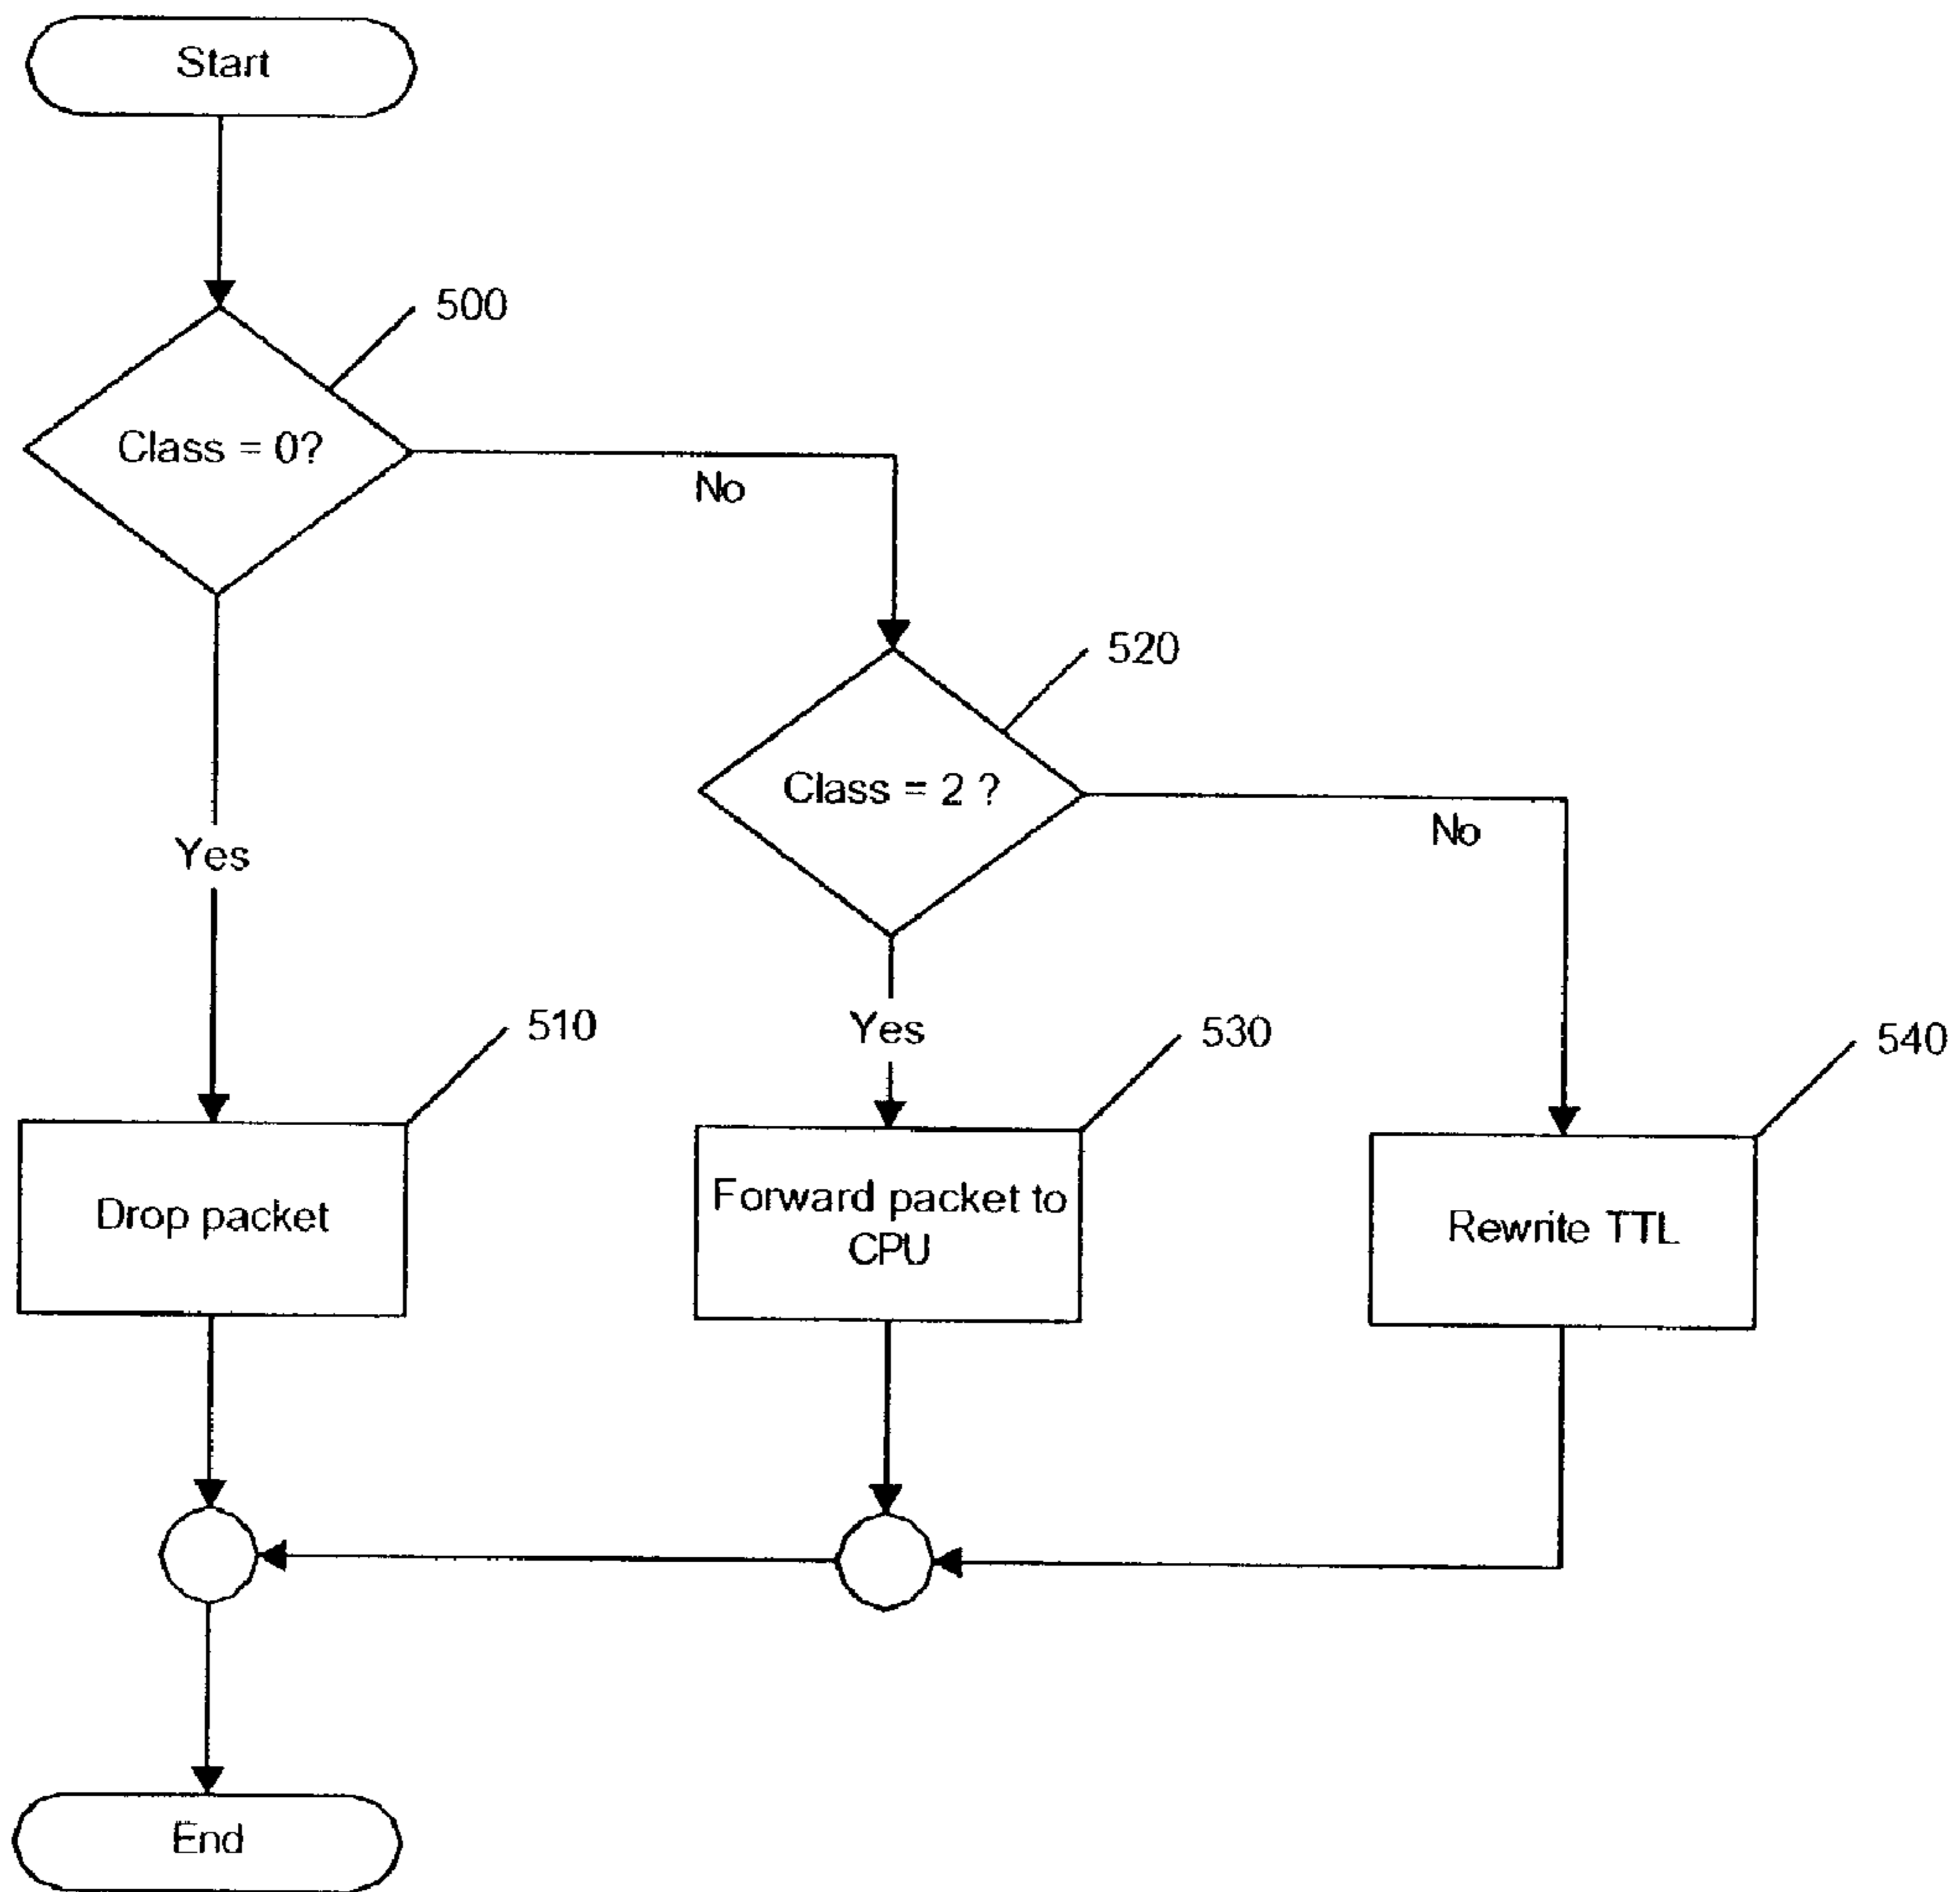 Start
500
Class = 0?
No
520
Class = 2 ?
No
Yes
510
Yes
530
540
Drop packet
Forward packet to
CPU
Rewrite TTL
End